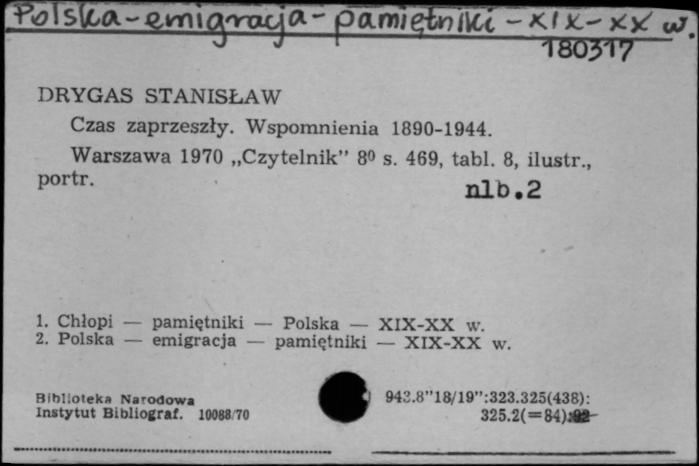 Polska-emigracja-pamiętniki-XIX-XX w.
180317
DRYGAS STANISŁAW
Czas zaprzeszły. Wspomnienia 1890-1944.
Warszawa 1970 „Czytelnik” 8⁰ s. 469, tabl. 8, ilustr.,
portr.
nlb.2
1. Chłopi — pamiętniki — Polska — XIX-XX w.
2. Polska — emigracja — pamiętniki — XIX-XX w.
Biblioteka Narodowa
Instytut Bibliograf. 10088/70
943.8”18/19”:323.325(438):
325.2(=84)